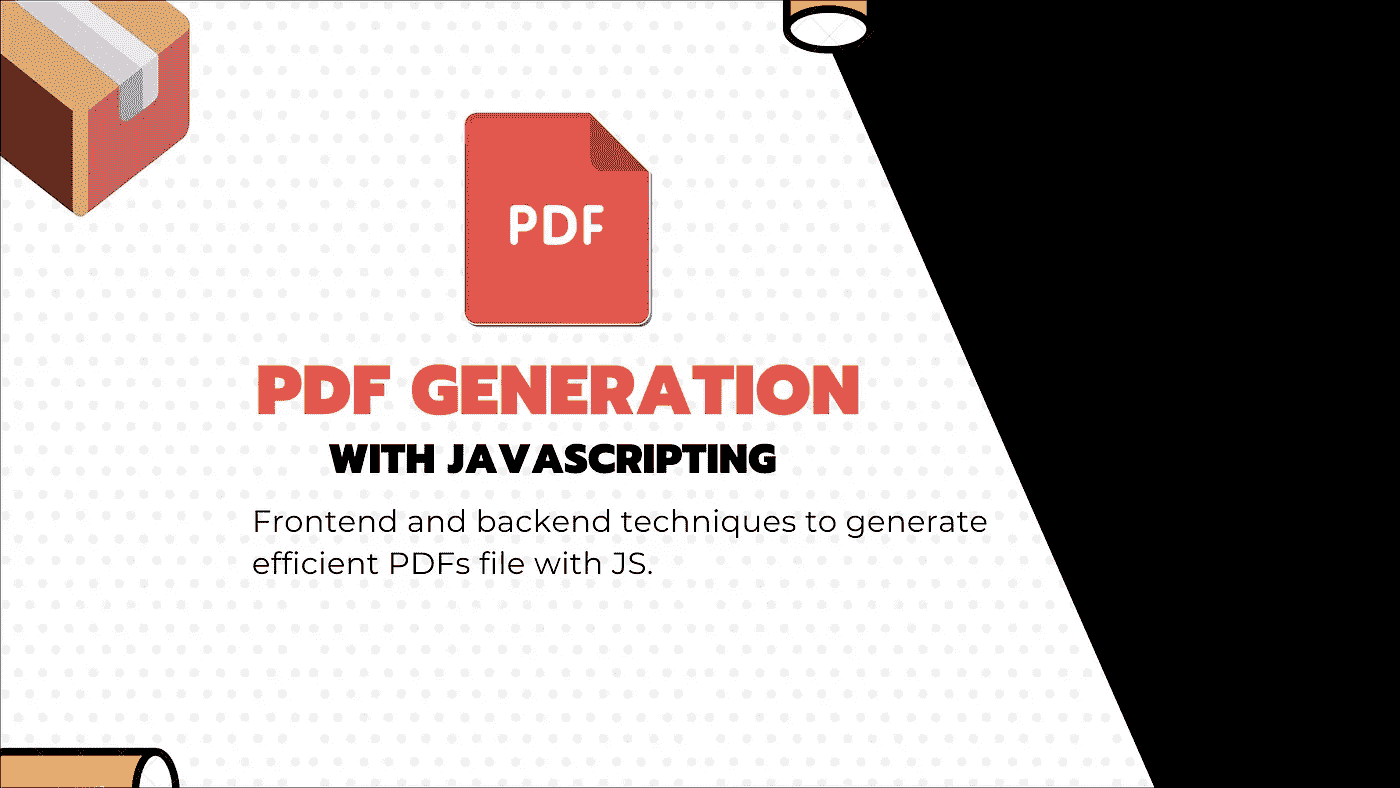 PDF
PDF GENERATION
WITH JAVASCRIPTING
Frontend and backend techniques to generate
efficient PDFs file with JS.